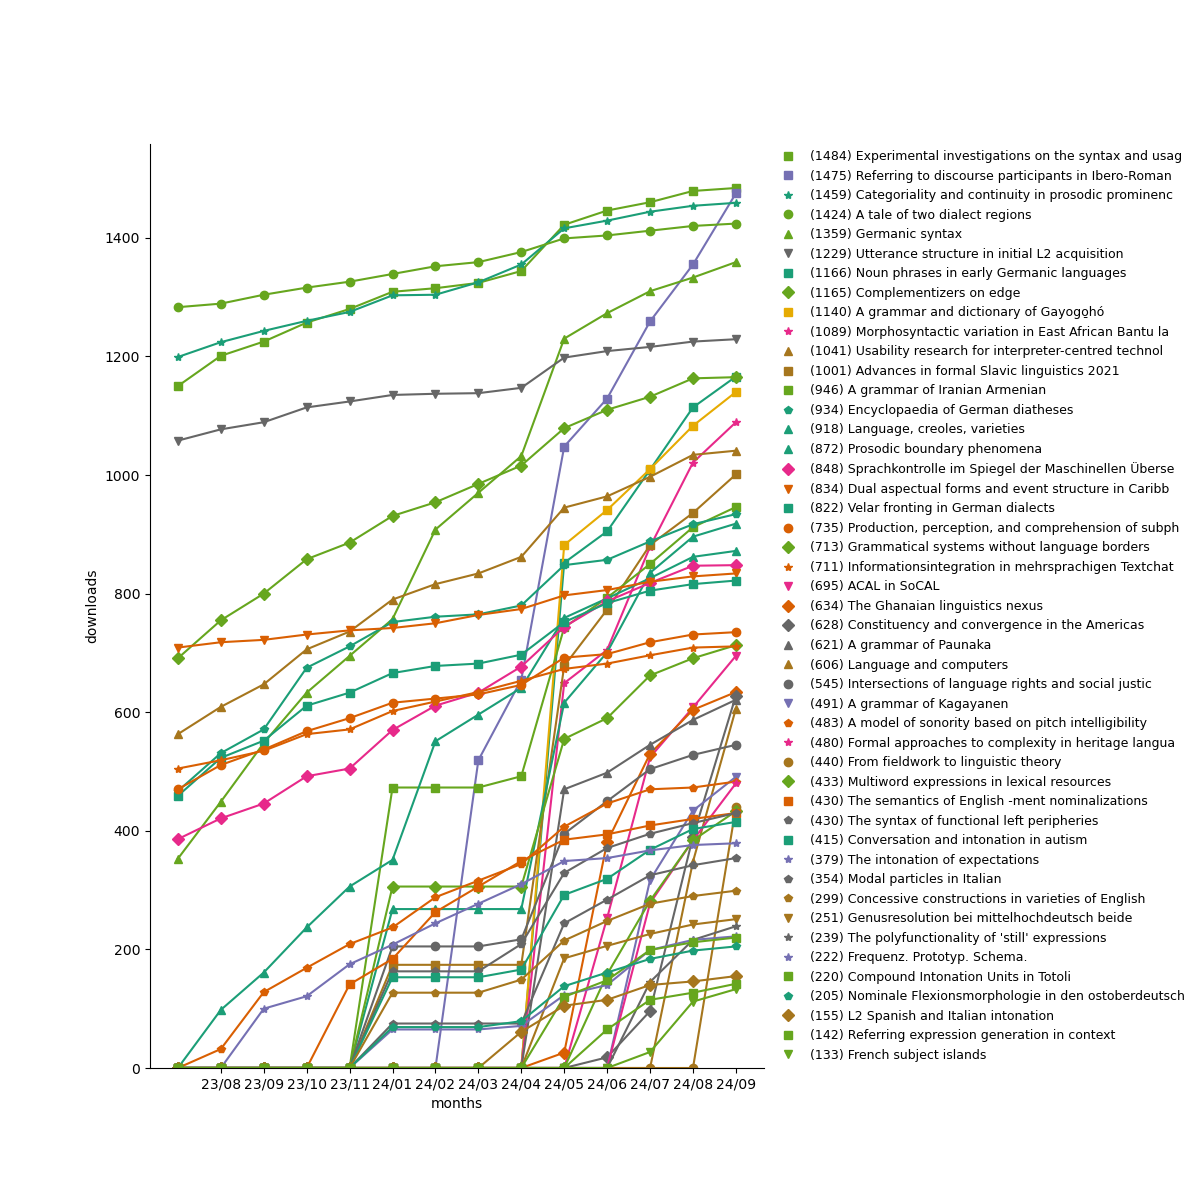 1400
1200
1000
800
600
400
200
0
downloads
23/08 23/09 23/10 23/11 24/01 24/02 24/03 24/04 24/05 24/06 24/07 24/08 24/09
months
(1484) Experimental investigations on the syntax and usag
(1475) Referring to discourse participants in Ibero-Roman
(1459) Categoriality and continuity in prosodic prominenc
(1424) A tale of two dialect regions
(1359) Germanic syntax
(1229) Utterance structure in initial L2 acquisition
(1166) Noun phrases in early Germanic languages
(1165) Complementizers on edge
(1140) A grammar and dictionary of Gayogo̱hó
(1089) Morphosyntactic variation in East African Bantu la
(1041) Usability research for interpreter-centred technol
(1001) Advances in formal Slavic linguistics 2021
(946) A grammar of Iranian Armenian
(934) Encyclopaedia of German diatheses
(918) Language, creoles, varieties
(872) Prosodic boundary phenomena
(848) Sprachkontrolle im Spiegel der Maschinellen Überse
(834) Dual aspectual forms and event structure in Caribb
(822) Velar fronting in German dialects
(735) Production, perception, and comprehension of subph
(713) Grammatical systems without language borders
(711) Informationsintegration in mehrsprachigen Textchat
(695) ACAL in SoCAL
(634) The Ghanaian linguistics nexus
(628) Constituency and convergence in the Americas
(621) A grammar of Paunaka
(606) Language and computers
(545) Intersections of language rights and social justic
(491) A grammar of Kagayanen
(483) A model of sonority based on pitch intelligibility
(480) Formal approaches to complexity in heritage langua
(440) From fieldwork to linguistic theory
(433) Multiword expressions in lexical resources
(430) The semantics of English -ment nominalizations
(430) The syntax of functional left peripheries
(415) Conversation and intonation in autism
(379) The intonation of expectations
(354) Modal particles in Italian
(299) Concessive constructions in varieties of English
(251) Genusresolution bei mittelhochdeutsch beide
(239) The polyfunctionality of 'still' expressions
(222) Frequenz. Prototyp. Schema.
(220) Compound Intonation Units in Totoli
(205) Nominale Flexionsmorphologie in den ostoberdeutsch
(155) L2 Spanish and Italian intonation
(142) Referring expression generation in context
(133) French subject islands